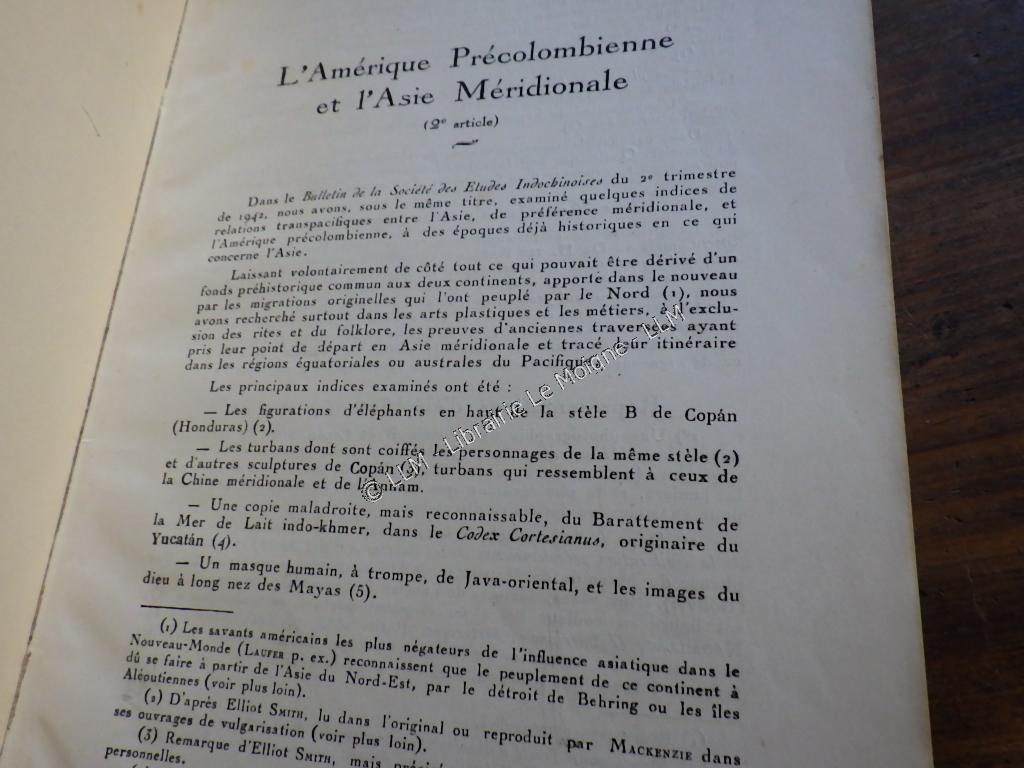 L'Amérique Précolombienne
et l'Asie Méridionale
(2e article)
Dans le Bulletin de la Société des Etudes Indochinoises du 2e trimestre
de 1942, nous avons, sous le même titre, examiné quelques indices de
relations transpacifiques entre l'Asie, de préférence méridionale, et
l'Amérique précolombienne, à des époques déjà historiques en ce qui
concerne l'Asie.
Laissant volontairement de côté tout ce qui pouvait être dérivé d'un
fonds préhistorique commun aux deux continents, apporté dans le nouveau
par les migrations originelles qui l'ont peuplé par le Nord (1), nous
avons recherché surtout dans les arts plastiques et les métiers, à l'exclu-
sion des rites et du folklore, les preuves d'anciennes traversées ayant
pris leur point de départ en Asie méridionale et tracé leur itinéraire
dans les régions équatoriales ou australes du Pacifique.
Les principaux indices examinés ont été :
— Les figurations d'éléphants en haut de la stèle B de Copán
(Honduras) (2).
— Les turbans dont sont coiffés les personnages de la même stèle (2)
et d'autres sculptures de Copán (3), turbans qui ressemblent à ceux de
la Chine méridionale et de l'Annam.
— Une copie maladroite, mais reconnaissable, du Barattement de
la Mer de Lait indo-khmer, dans le Codex Cortesianus, originaire du
Yucatán (4).
— Un masque humain, à trompe, de Java-oriental, et les images du
dieu à long nez des Mayas (5).
(1) Les savants américains les plus négateurs de l'influence asiatique dans le
Nouveau-Monde (LAUFER p. ex.) reconnaissent que le peuplement de ce continent à
dû se faire à partir de l'Asie du Nord-Est, par le détroit de Behring ou les îles
Aléoutiennes (voir plus loin).
(2) D'après Elliot SMITH, lu dans l'original ou reproduit par MACKENZIE dans
ses ouvrages de vulgarisation (voir plus loin).
(3) Remarque d'Elliot SMITH, mais
personnelles.
© LLM - Librairie Le Moigne - LLM